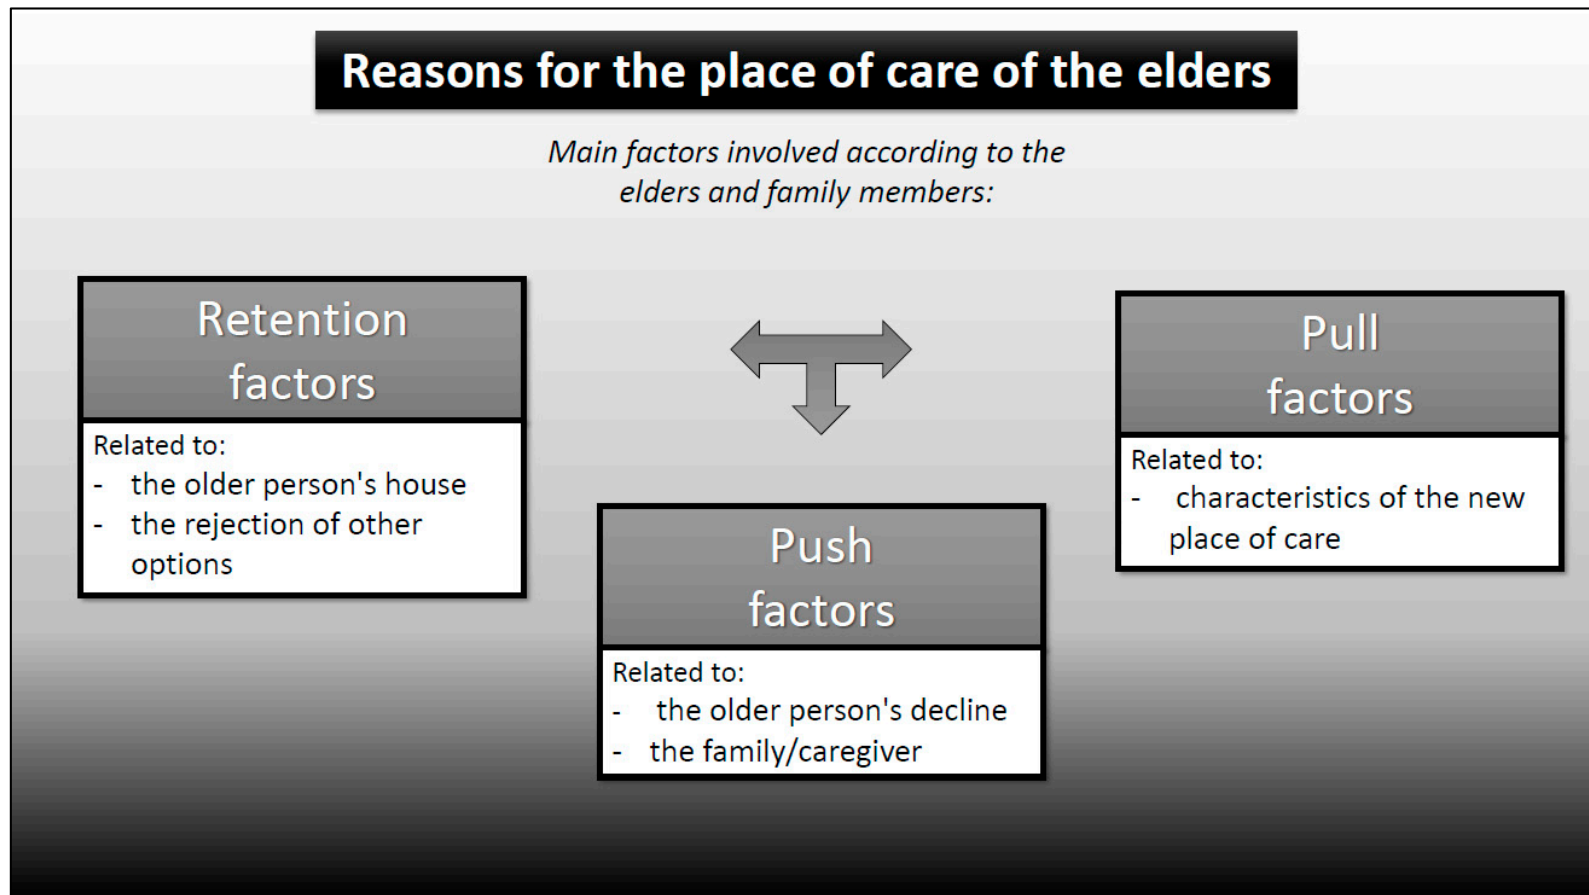 Reasons for the place of care of the elders
Main factors involved according to the
elders and family members:
Retention
factors
Related to:
- the older person's house
- the rejection of other
options
Push
factors
Related to:
- the older person's decline
- the family/caregiver
Pull
factors
Related to:
- characteristics of the new
place of care